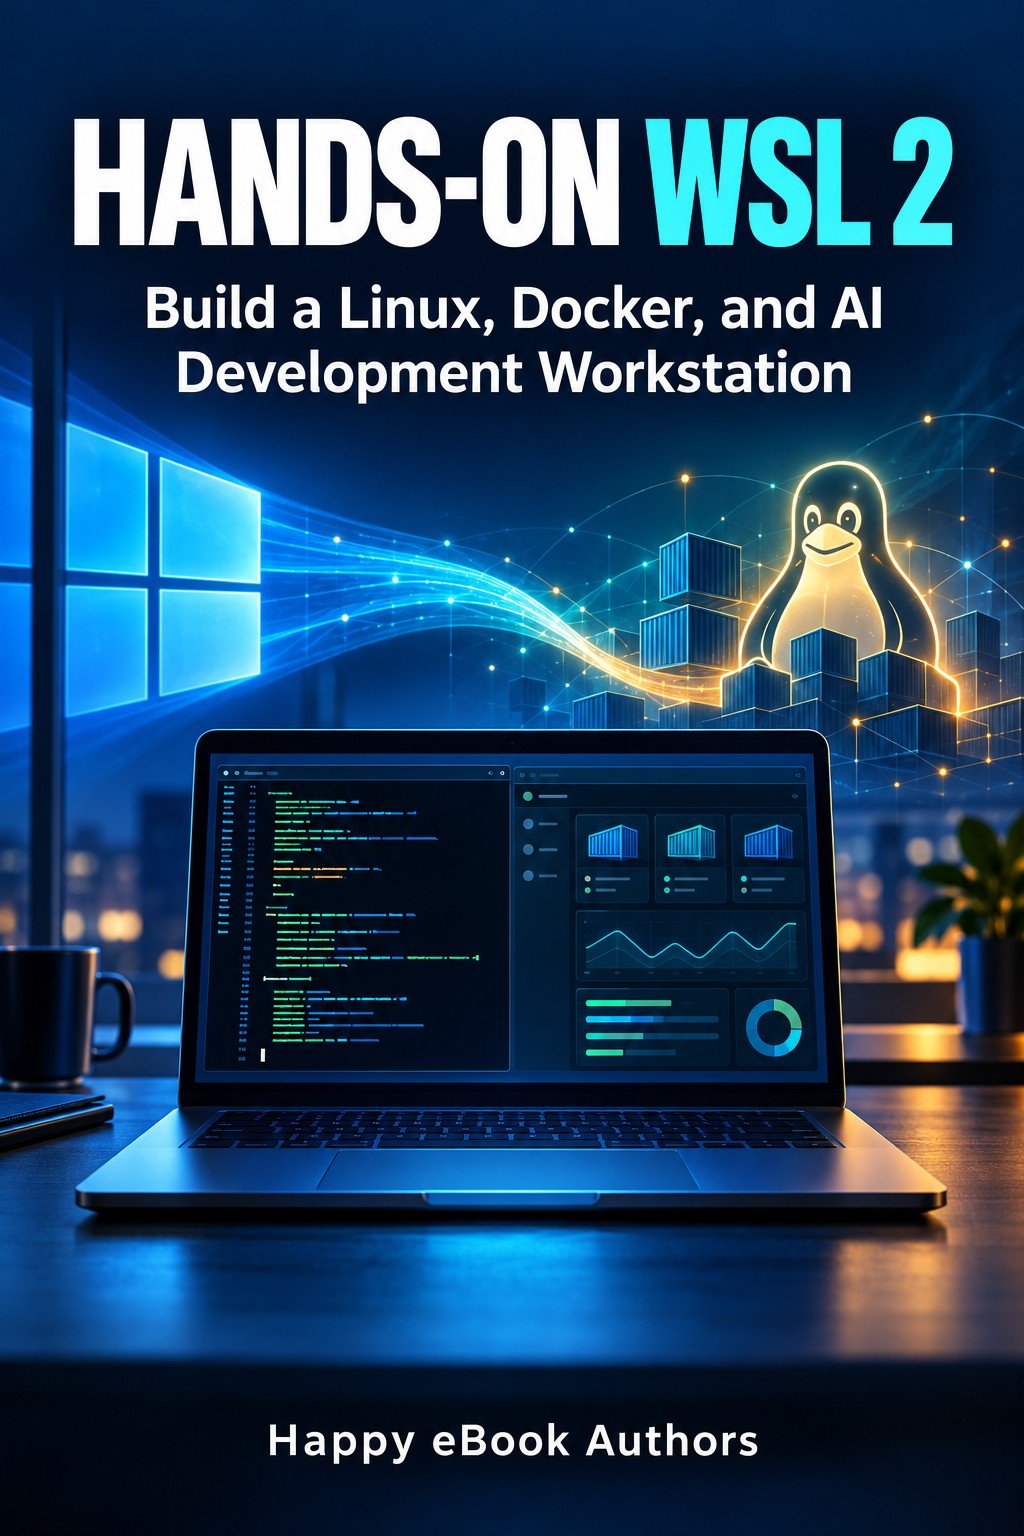 HANDS-ON WSL 2
Build a Linux, Docker, and AI
Development Workstation
Happy eBook Authors